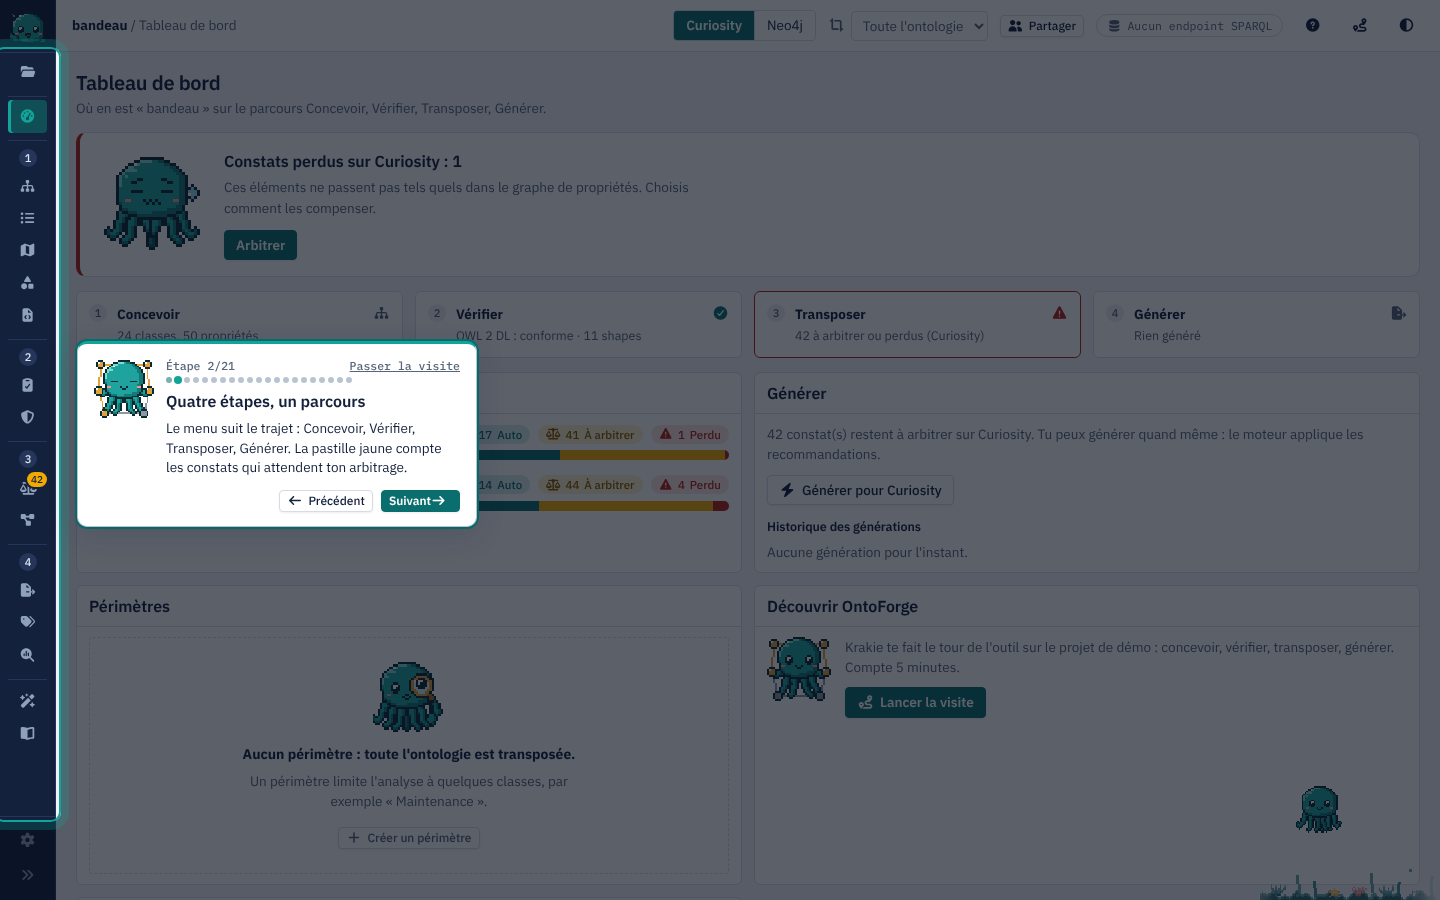 bandeau / Tableau de bord
Curiosity
Neo4j
Toute l'ontologie
Partager
Aucun endpoint SPARQL
Tableau de bord
Où en est « bandeau » sur le parcours Concevoir, Vérifier, Transposer, Générer.
Constats perdus sur Curiosity : 1
Ces éléments ne passent pas tels quels dans le graphe de propriétés. Choisis
comment les compenser.
Arbitrer
1 Concevoir
24 classes, 50 propriétés
2 Vérifier
OWL 2 DL : conforme · 11 shapes
3 Transposer
42 à arbitrer ou perdus (Curiosity)
4 Générer
Rien généré
1
2
3
42
4
Étape 2/21
Passer la visite
Quatre étapes, un parcours
Le menu suit le trajet : Concevoir, Vérifier,
Transposer, Générer. La pastille jaune compte
les constats qui attendent ton arbitrage.
Précédent
Suivant
17 Auto
41 À arbitrer
1 Perdu
14 Auto
44 À arbitrer
4 Perdu
Générer
42 constat(s) restent à arbitrer sur Curiosity. Tu peux générer quand même : le moteur applique les
recommandations.
Générer pour Curiosity
Historique des générations
Aucune génération pour l'instant.
Périmètres
Aucun périmètre : toute l'ontologie est transposée.
Un périmètre limite l'analyse à quelques classes, par
exemple « Maintenance ».
Créer un périmètre
Découvrir OntoForge
Krakie te fait le tour de l'outil sur le projet de démo : concevoir, vérifier, transposer, générer.
Compte 5 minutes.
Lancer la visite